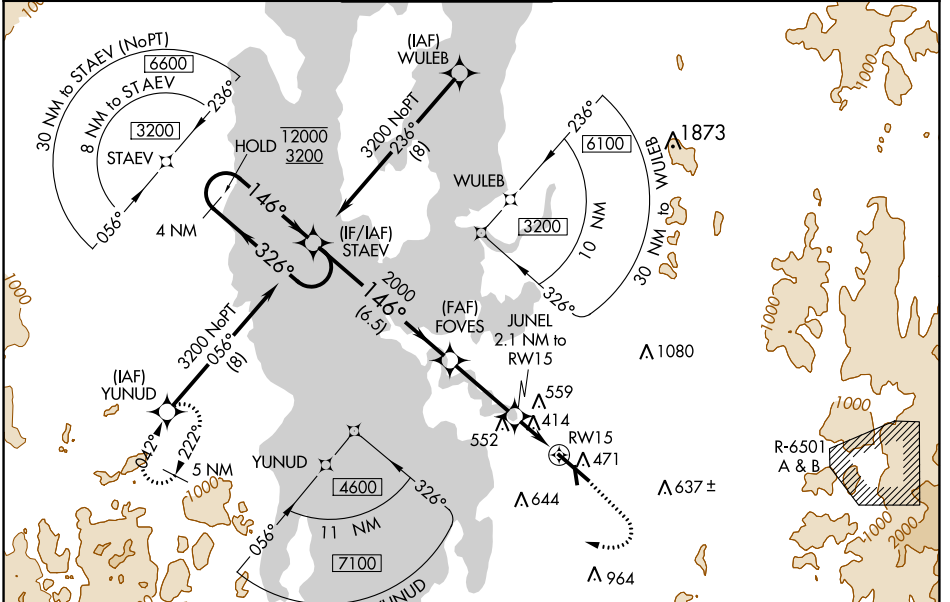 1000
30 NM to STAEV (NoPT)
6600
8 NM to STAEV
3200
236°
STAEV
056°
HOLD
12000
3200
4 NM
146°
326°
(IF/IAF)
STAEV
(IAF)
WULEB
3200 NoPT
236°
(8)
236°
6100
WULEB
3200
10 NM
30 NM to WULEB
326°
1873
1000
1000
1000
1000
2000
146°
(6.5)
(FAF)
FOVES
JUNEL
2.1 NM to
RW15
1080
559
414
552
RW15
471
644
637 ±
964
3200 NoPT
056°
(8)
(IAF)
YUNUD
042°
222°
5 NM
1000
YUNUD
4600
326°
11 NM
056°
7100
YUNUD
1000
R-6501
A & B
1000
2000